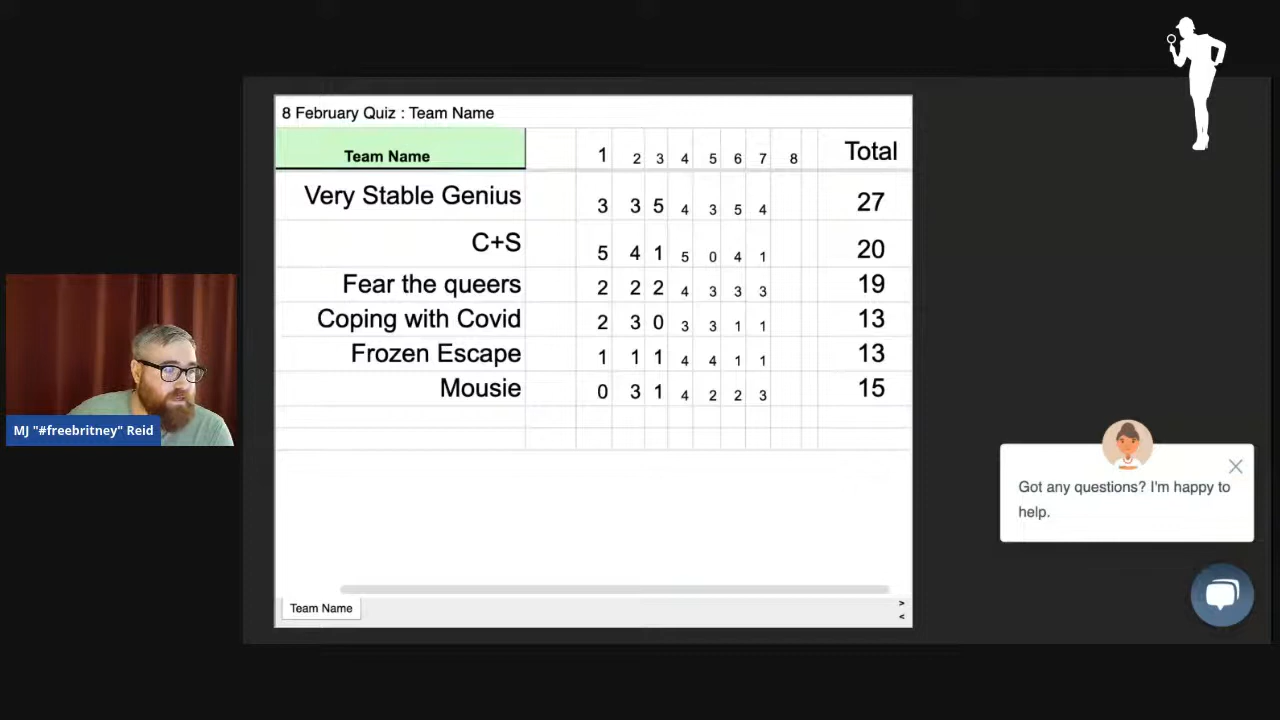 8 February Quiz : Team Name
Team Name 1 2 3 4 5 6 7 8 Total
Very Stable Genius 3 3 5 4 3 5 4 27
C+S 5 4 1 5 0 4 1 20
Fear the queers 2 2 2 4 3 3 3 19
Coping with Covid 2 3 0 3 3 1 1 13
Frozen Escape 1 1 1 4 4 1 1 13
Mousie 0 3 1 4 2 2 3 15
MJ "#freebritney" Reid
Got any questions? I'm happy to
help.
Team Name
>
<